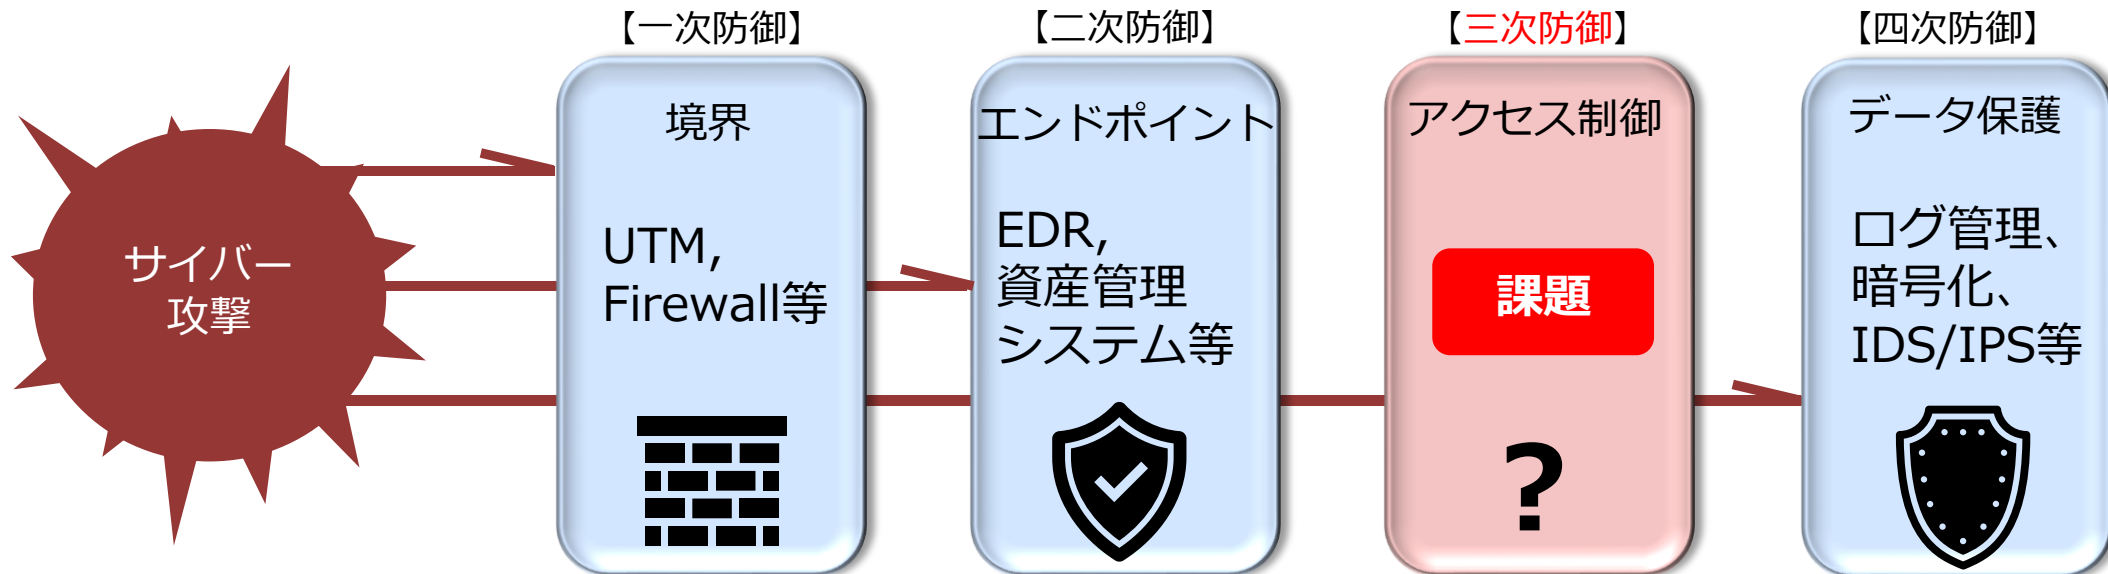 【一次防御】
【二次防御】
【三次防御】
【四次防御】
サイバー
攻撃
境界
UTM,
Firewall等
エンドポイント
EDR,
資産管理
システム等
アクセス制御
課題
?
データ保護
ログ管理、
暗号化、
IDS/IPS等